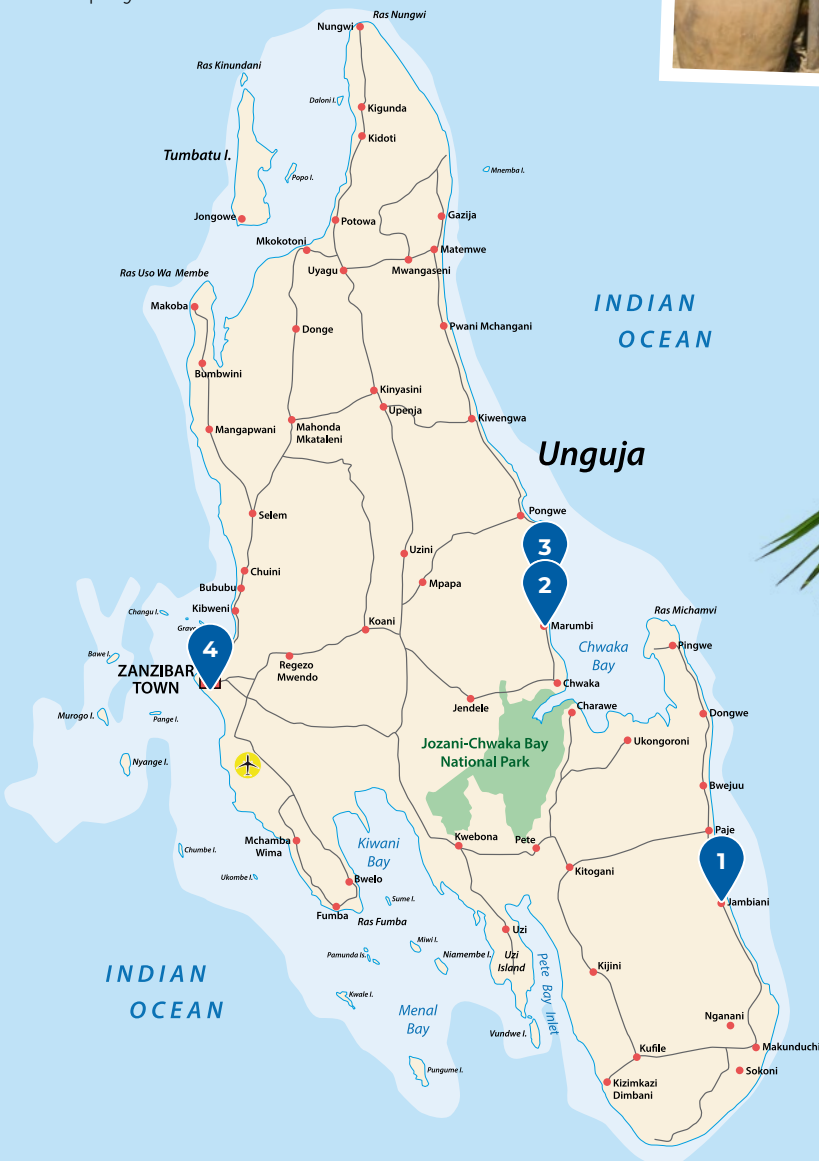 Ras Nungwi
Nungwi
Ras Kinundani
Daloni I.
Kigunda
Kidoti
Tumbatu I.
Popo I.
Mnemba I.
Jongowe
Potowa
Gazija
Mkokotoni
Matemwe
Uyagu
Mwangaseni
Ras Uso Wa Membe
Makoba
INDIAN
OCEAN
Donge
Pwani Mchangani
Bumbwini
Kinyasini
Upenja
Mangapwani
Mahonda
Mkataleni
Kiwengwa
Unguja
Selem
Pongwe
3
Uzini
Chuini
Mpapa
2
Bububu
Kibweni
Changu I.
Koani
Marumbi
Ras Michamvi
4
Bawe I.
ZANZIBAR
TOWN
Regezo
Mwendo
Chwaka
Bay
Pingwe
Chwaka
Jendele
Charawe
Murogo I.
Pange I.
Dongwe
Jozani-Chwaka Bay
National Park
Ukongoroni
Nyange I.
Bwejuu
Paje
Mchamba
Wima
Kiwani
Bay
Kwebona
Pete
1
Chumbe I.
Kitogani
Ukombe I.
Bwelo
Sume I.
Jambiani
Fumba
Ras Fumba
Uzi
Miwi I.
Pamunda Is.
Niamembe I.
Uzi
Island
Pete Bay Inlet
INDIAN
OCEAN
Kijini
Kwale I.
Menal
Bay
Nganani
Vundwe I.
Kufile
Makunduchi
Pungume I.
Sokoni
Kizimkazi
Dimbani